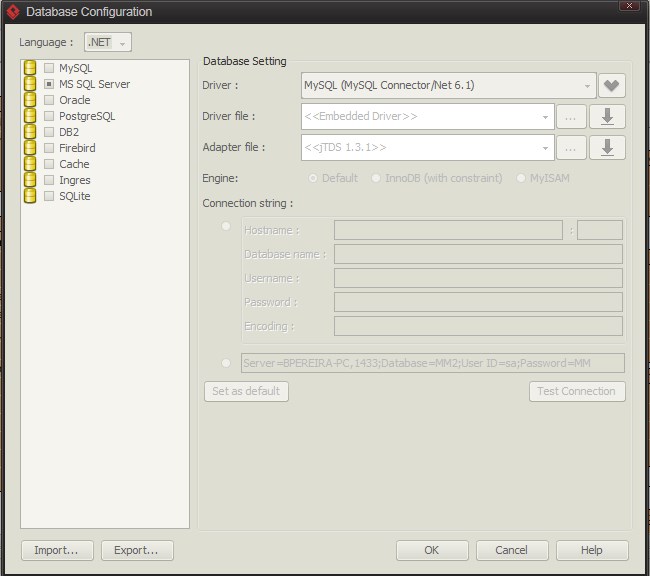 Database Configuration
Language : .NET
MySQL
MS SQL Server
Oracle
PostgreSQL
DB2
Firebird
Cache
Ingres
SQLite
Database Setting
Driver : MySQL (MySQL Connector/Net 6.1)
Driver file : <<Embedded Driver>> ...
Adapter file : <<jTDS 1.3.1>> ...
Engine: Default InnoDB (with constraint) MyISAM
Connection string :
Hostname : :
Database name :
Username :
Password :
Encoding :
Server=BPEREIRA-PC,1433;Database=MM2;User ID=sa;Password=MM
Set as default Test Connection
Import... Export... OK Cancel Help